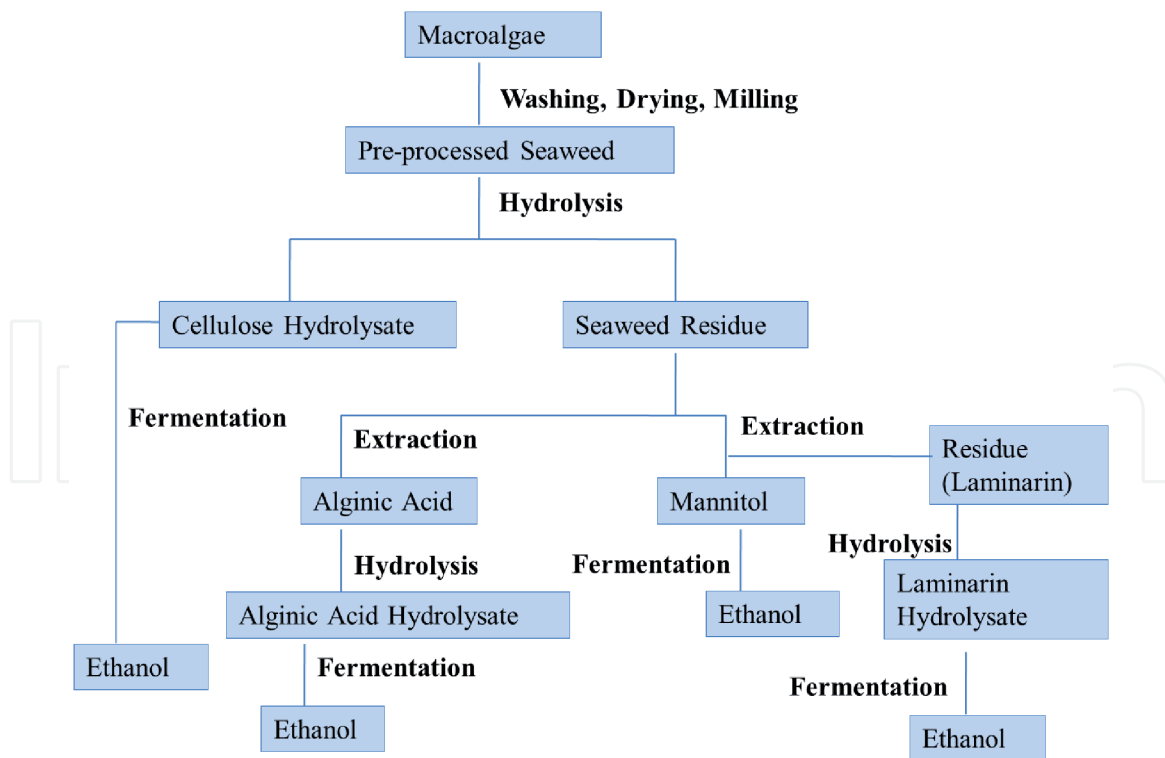 Macroalgae
Washing, Drying, Milling
Pre-processed Seaweed
Hydrolysis
Cellulose Hydrolysate
Seaweed Residue
Fermentation
Extraction
Extraction
Residue
(Laminarin)
Alginic Acid
Mannitol
Hydrolysis
Fermentation
Hydrolysis
Laminarin
Hydrolysate
Alginic Acid Hydrolysate
Ethanol
Ethanol
Fermentation
Fermentation
Ethanol
Ethanol